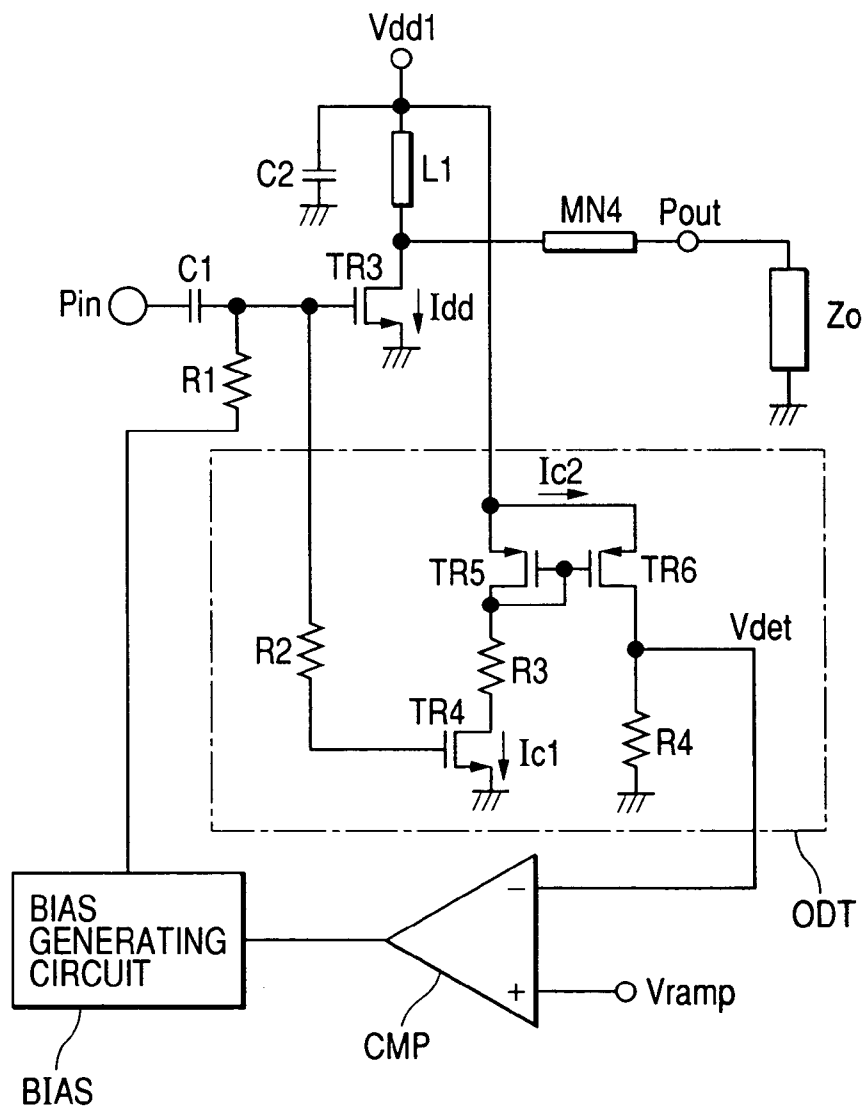 Vdd1
C2
L1
MN4
Pout
TR3
C1
Pin
Idd
Zo
R1
Ic2
TR5
TR6
Vdet
R2
R3
TR4
R4
Ic1
ODT
BIAS
GENERATING
CIRCUIT
−
+
Vramp
CMP
BIAS